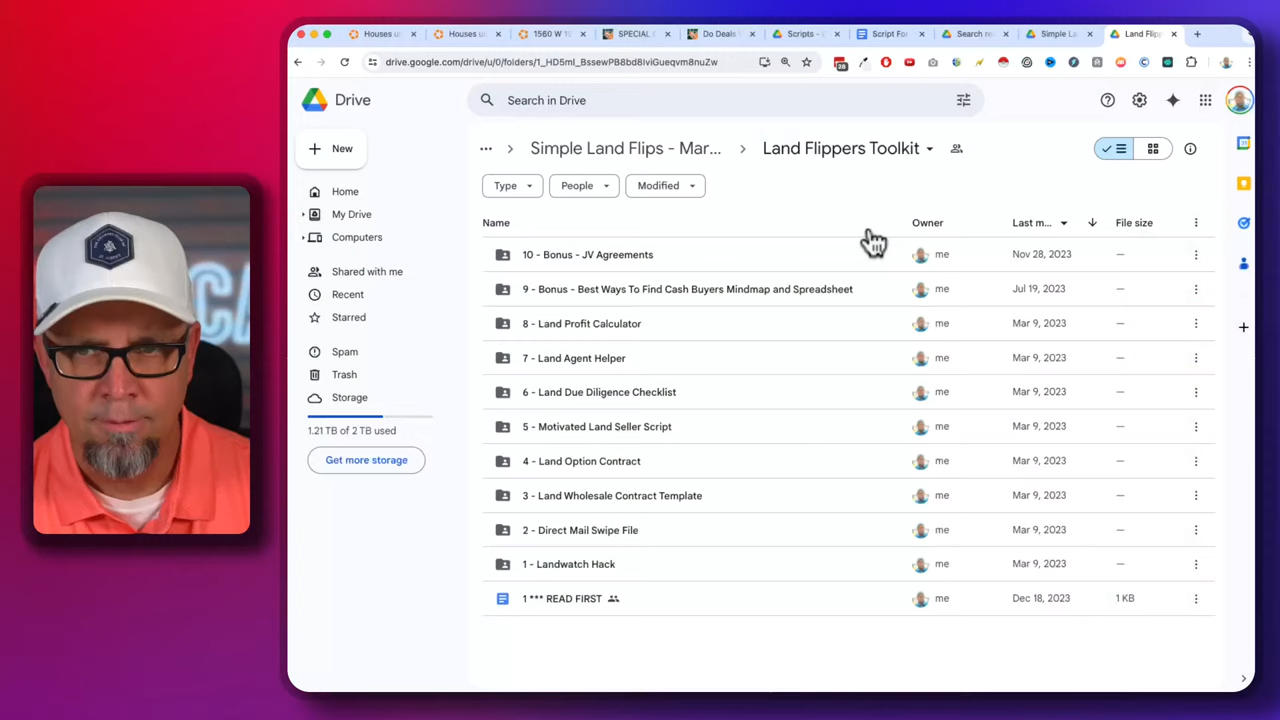 Houses u
Houses u
1560 W 1
SPECIAL
Do Deals
Scripts -
Script For
Search re
Simple La
Land Flip
drive.google.com/drive/u/0/folders/1_HD5ml_BssewPB8bd8IviGueqvm8nuZw
28
Drive
Search in Drive
New
Simple Land Flips - Mar...
Land Flippers Toolkit
Type
People
Modified
Home
My Drive
Computers
Shared with me
Recent
Starred
Spam
Trash
Storage
1.21 TB of 2 TB used
Get more storage
Name Owner Last m... File size
10 - Bonus - JV Agreements me Nov 28, 2023 —
9 - Bonus - Best Ways To Find Cash Buyers Mindmap and Spreadsheet me Jul 19, 2023 —
8 - Land Profit Calculator me Mar 9, 2023 —
7 - Land Agent Helper me Mar 9, 2023 —
6 - Land Due Diligence Checklist me Mar 9, 2023 —
5 - Motivated Land Seller Script me Mar 9, 2023 —
4 - Land Option Contract me Mar 9, 2023 —
3 - Land Wholesale Contract Template me Mar 9, 2023 —
2 - Direct Mail Swipe File me Mar 9, 2023 —
1 - Landwatch Hack me Mar 9, 2023 —
1 *** READ FIRST me Dec 18, 2023 1 KB